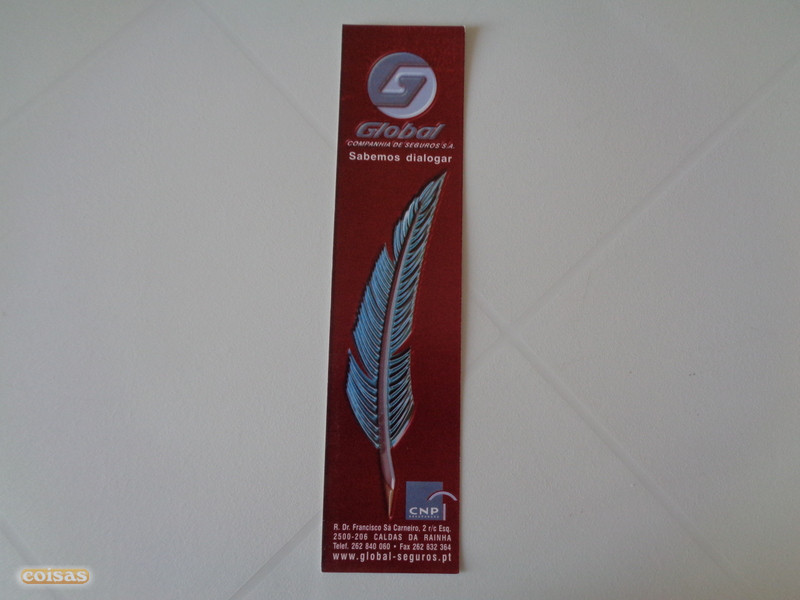 Global
COMPANHIA DE SEGUROS S.A.
Sabemos dialogar
CNP
R. Dr. Francisco Sá Carneiro, 2 r/c Esq.
2500-206 CALDAS DA RAINHA
Telef. 262 840 060 • Fax 262 832 364
www.global-seguros.pt
coisas